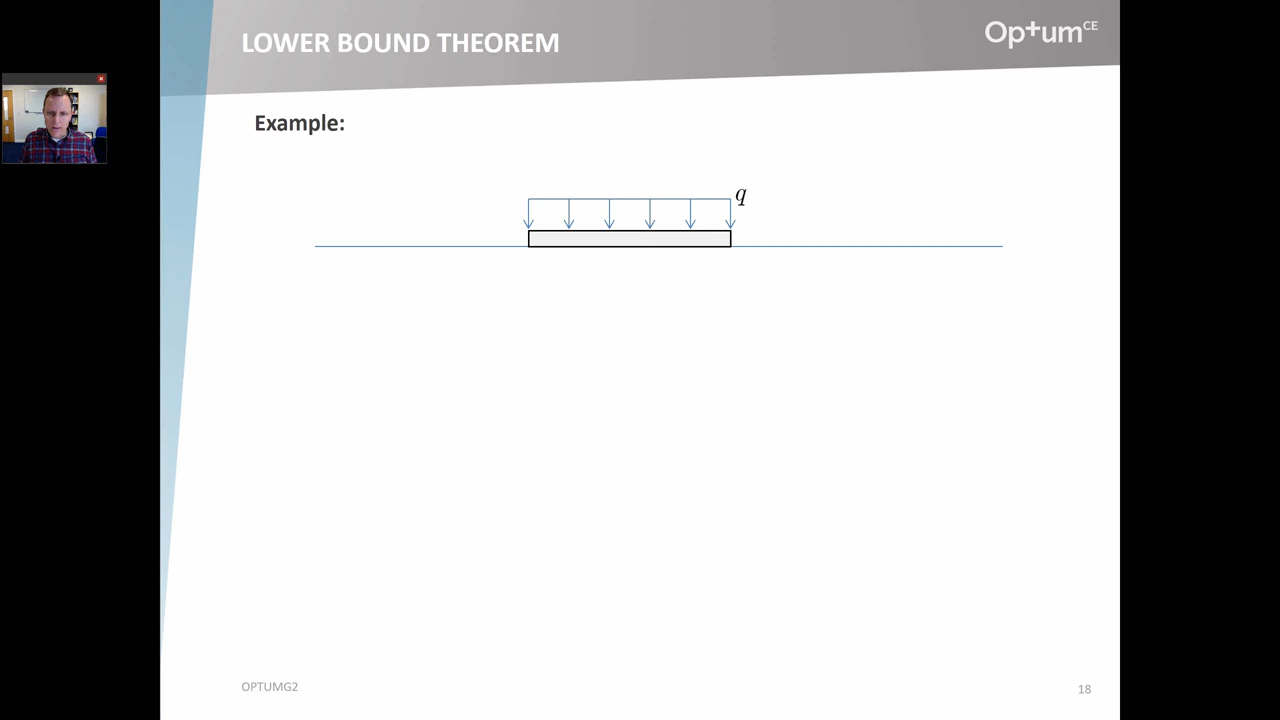 LOWER BOUND THEOREM
Op+um CE
Example:
q
OPTUMG2
18